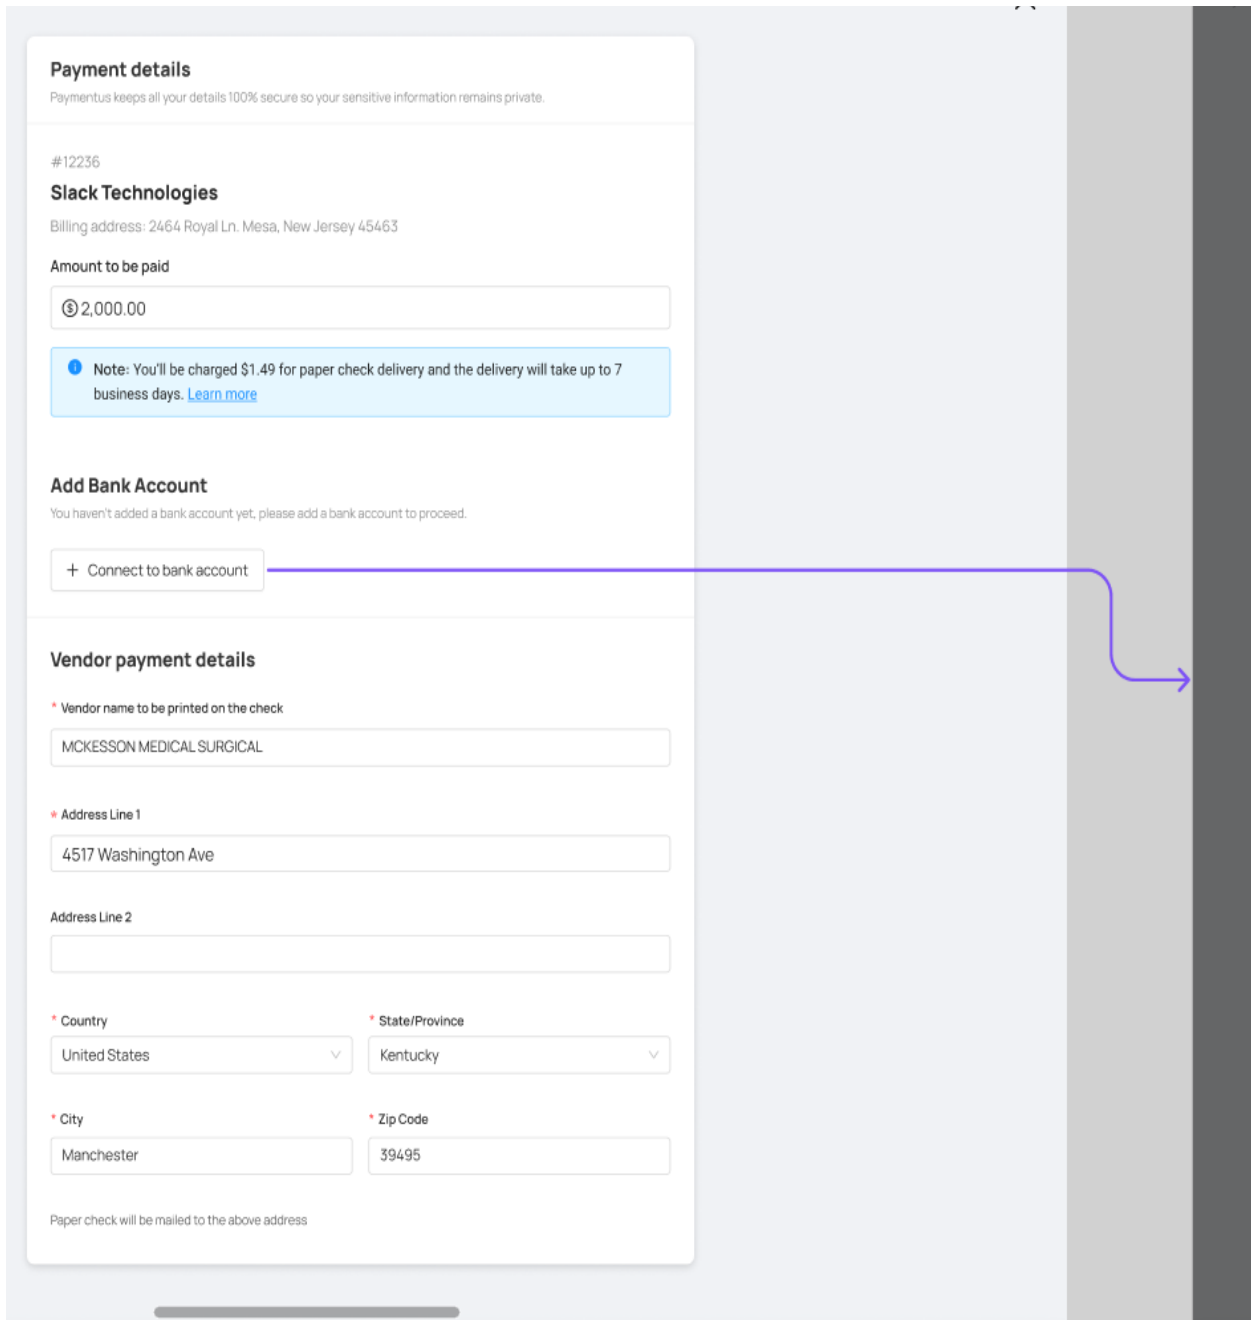 Payment details
Paymentus keeps all your details 100% secure so your sensitive information remains private.
#12236
Slack Technologies
Billing address: 2464 Royal Ln. Mesa, New Jersey 45463
Amount to be paid
$ 2,000.00
Note: You'll be charged $1.49 for paper check delivery and the delivery will take up to 7
business days. Learn more
Add Bank Account
You haven't added a bank account yet, please add a bank account to proceed.
+ Connect to bank account
Vendor payment details
* Vendor name to be printed on the check
MCKESSON MEDICAL SURGICAL
* Address Line 1
4517 Washington Ave
Address Line 2
* Country * State/Province
United States Kentucky
* City * Zip Code
Manchester 39495
Paper check will be mailed to the above address